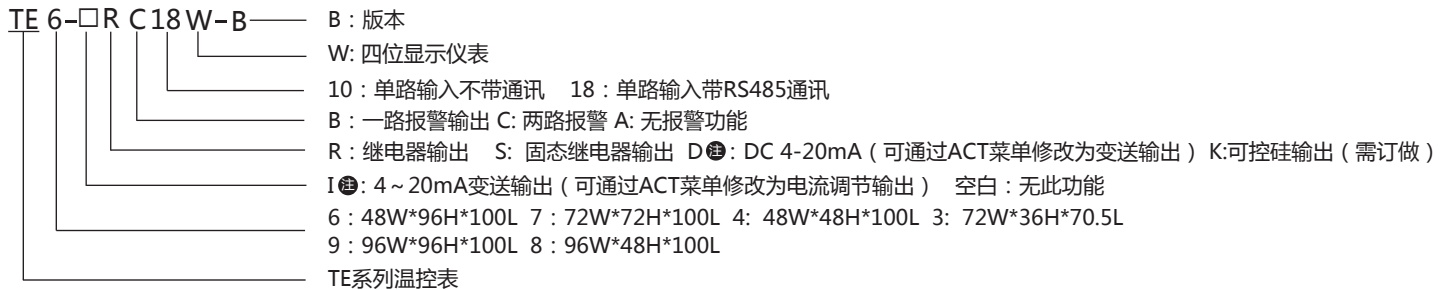 TE 6-□R C18W-B
B：版本
W: 四位显示仪表
10：单路输入不带通讯 18：单路输入带RS485通讯
B：一路报警输出 C: 两路报警 A: 无报警功能
R：继电器输出 S: 固态继电器输出 D注：DC 4-20mA（可通过ACT菜单修改为变送输出） K:可控硅输出（需订做）
I注: 4～20mA变送输出（可通过ACT菜单修改为电流调节输出） 空白：无此功能
6：48W*96H*100L 7：72W*72H*100L 4: 48W*48H*100L 3: 72W*36H*70.5L
9：96W*96H*100L 8：96W*48H*100L
TE系列温控表